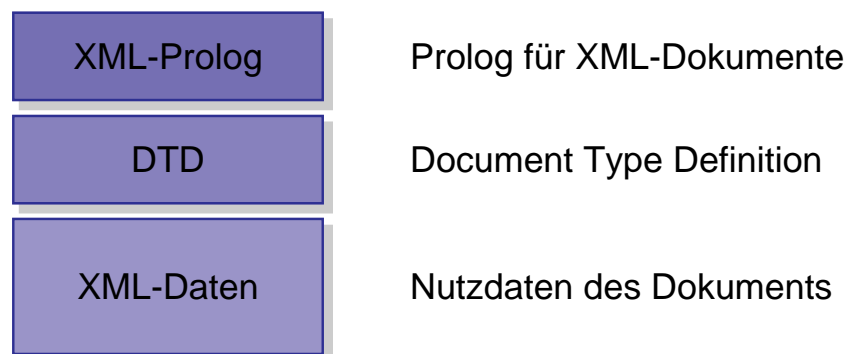 XML-Prolog Prolog für XML-Dokumente
DTD Document Type Definition
XML-Daten Nutzdaten des Dokuments